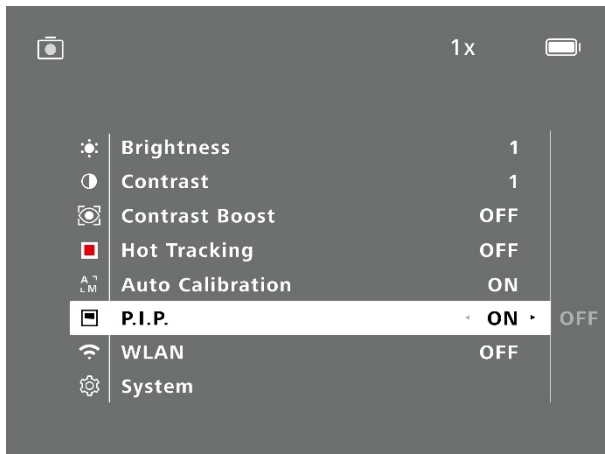 1x
Brightness 1
Contrast 1
Contrast Boost OFF
Hot Tracking OFF
Auto Calibration ON
P.I.P. ON OFF
WLAN OFF
System